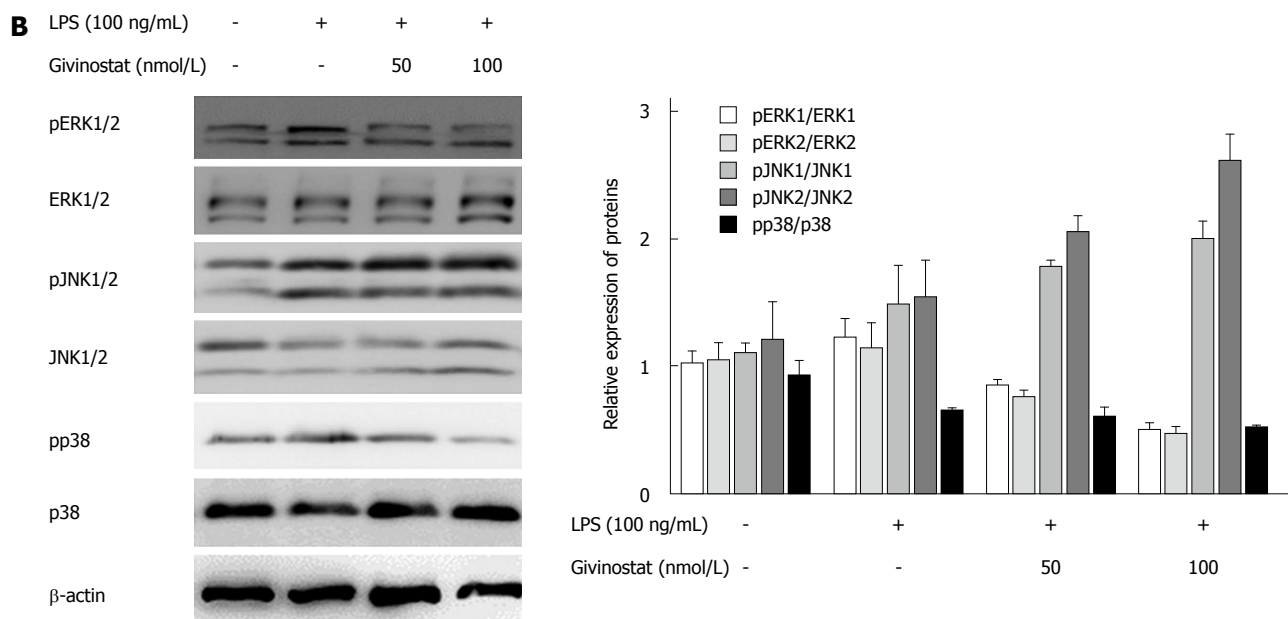 B
LPS (100 ng/mL) - + + +
Givinostat (nmol/L) - - 50 100
pERK1/2
ERK1/2
pJNK1/2
JNK1/2
pp38
p38
β-actin
Relative expression of proteins
3
2
1
0
pERK1/ERK1
pERK2/ERK2
pJNK1/JNK1
pJNK2/JNK2
pp38/p38
LPS (100 ng/mL) - + + +
Givinostat (nmol/L) - - 50 100